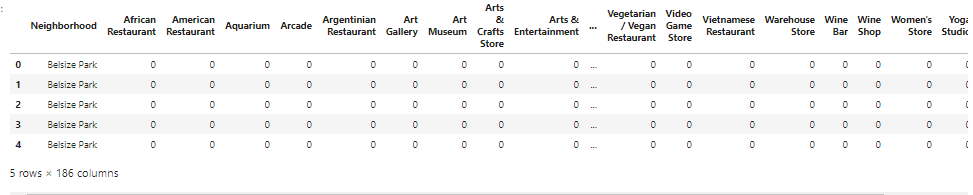 :
Neighborhood African Restaurant American Restaurant Aquarium Arcade Argentinian Restaurant Art Gallery Art Museum Arts & Crafts Store Arts & Entertainment ... Vegetarian / Vegan Restaurant Video Game Store Vietnamese Restaurant Warehouse Store Wine Bar Wine Shop Women's Store Yoga Studio
0 Belsize Park 0 0 0 0 0 0 0 0 0 ... 0 0 0 0 0 0 0 0
1 Belsize Park 0 0 0 0 0 0 0 0 0 ... 0 0 0 0 0 0 0 0
2 Belsize Park 0 0 0 0 0 0 0 0 0 ... 0 0 0 0 0 0 0 0
3 Belsize Park 0 0 0 0 0 0 0 0 0 ... 0 0 0 0 0 0 0 0
4 Belsize Park 0 0 0 0 0 0 0 0 0 ... 0 0 0 0 0 0 0 0
5 rows × 186 columns